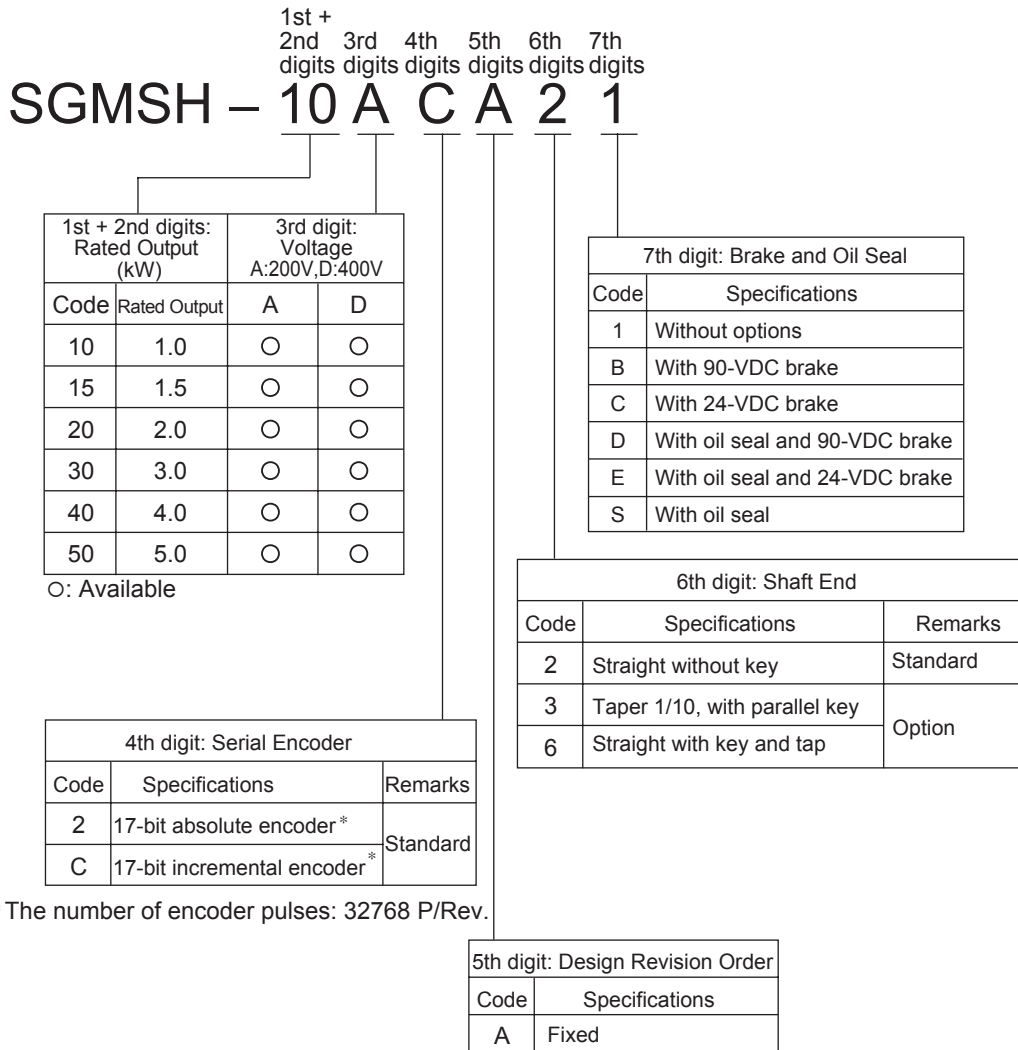 1st +
2nd 3rd 4th 5th 6th 7th
digits digits digits digits digits digits
SGMSH – 10 A C A 2 1
1st + 2nd digits:
Rated Output
(kW)
3rd digit:
Voltage
A:200V,D:400V
Code Rated Output A D
10 1.0 ○ ○
15 1.5 ○ ○
20 2.0 ○ ○
30 3.0 ○ ○
40 4.0 ○ ○
50 5.0 ○ ○
○: Available
7th digit: Brake and Oil Seal
Code Specifications
1 Without options
B With 90-VDC brake
C With 24-VDC brake
D With oil seal and 90-VDC brake
E With oil seal and 24-VDC brake
S With oil seal
6th digit: Shaft End
Code Specifications Remarks
2 Straight without key Standard
3 Taper 1/10, with parallel key
Option
6 Straight with key and tap
4th digit: Serial Encoder
Code Specifications Remarks
2 17-bit absolute encoder*
Standard
C 17-bit incremental encoder*
The number of encoder pulses: 32768 P/Rev.
5th digit: Design Revision Order
Code Specifications
A Fixed